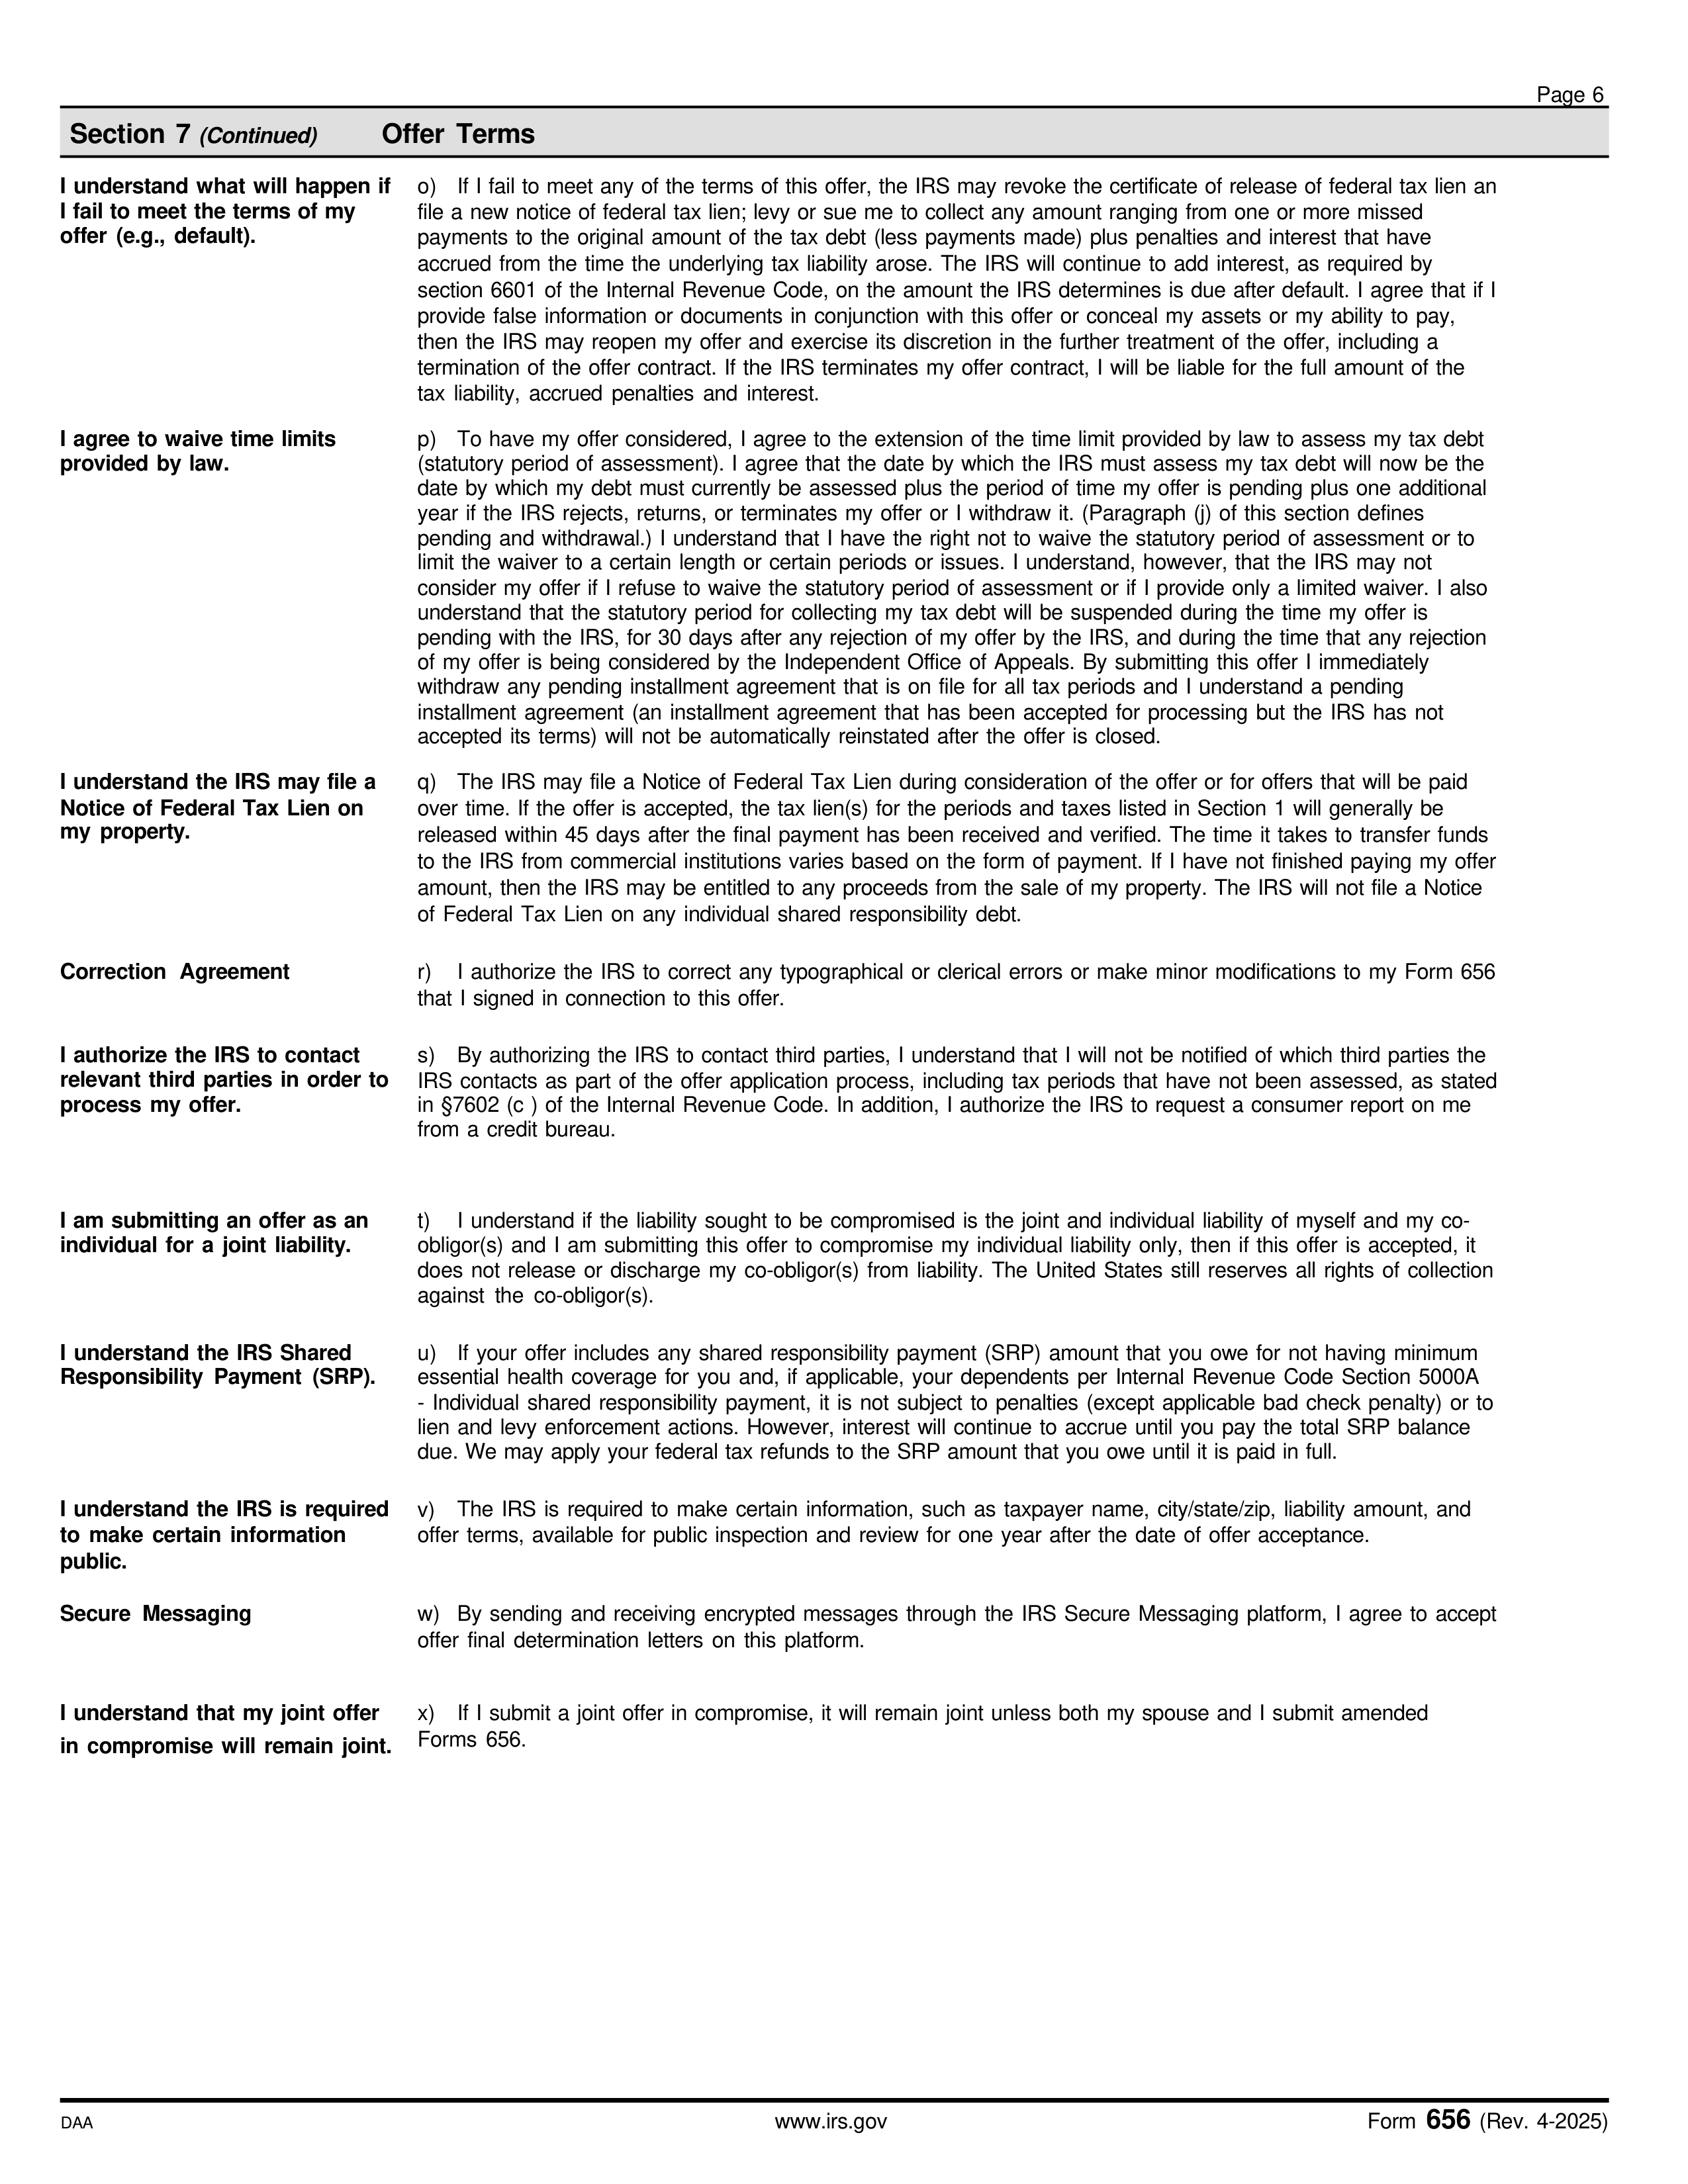 Page 6
Section 7 (Continued) Offer Terms
I understand what will happen if
I fail to meet the terms of my
offer (e.g., default).
o) If I fail to meet any of the terms of this offer, the IRS may revoke the certificate of release of federal tax lien an
file a new notice of federal tax lien; levy or sue me to collect any amount ranging from one or more missed
payments to the original amount of the tax debt (less payments made) plus penalties and interest that have
accrued from the time the underlying tax liability arose. The IRS will continue to add interest, as required by
section 6601 of the Internal Revenue Code, on the amount the IRS determines is due after default. I agree that if I
provide false information or documents in conjunction with this offer or conceal my assets or my ability to pay,
then the IRS may reopen my offer and exercise its discretion in the further treatment of the offer, including a
termination of the offer contract. If the IRS terminates my offer contract, I will be liable for the full amount of the
tax liability, accrued penalties and interest.
I agree to waive time limits
provided by law.
p) To have my offer considered, I agree to the extension of the time limit provided by law to assess my tax debt
(statutory period of assessment). I agree that the date by which the IRS must assess my tax debt will now be the
date by which my debt must currently be assessed plus the period of time my offer is pending plus one additional
year if the IRS rejects, returns, or terminates my offer or I withdraw it. (Paragraph (j) of this section defines
pending and withdrawal.) I understand that I have the right not to waive the statutory period of assessment or to
limit the waiver to a certain length or certain periods or issues. I understand, however, that the IRS may not
consider my offer if I refuse to waive the statutory period of assessment or if I provide only a limited waiver. I also
understand that the statutory period for collecting my tax debt will be suspended during the time my offer is
pending with the IRS, for 30 days after any rejection of my offer by the IRS, and during the time that any rejection
of my offer is being considered by the Independent Office of Appeals. By submitting this offer I immediately
withdraw any pending installment agreement that is on file for all tax periods and I understand a pending
installment agreement (an installment agreement that has been accepted for processing but the IRS has not
accepted its terms) will not be automatically reinstated after the offer is closed.
I understand the IRS may file a
Notice of Federal Tax Lien on
my property.
q) The IRS may file a Notice of Federal Tax Lien during consideration of the offer or for offers that will be paid
over time. If the offer is accepted, the tax lien(s) for the periods and taxes listed in Section 1 will generally be
released within 45 days after the final payment has been received and verified. The time it takes to transfer funds
to the IRS from commercial institutions varies based on the form of payment. If I have not finished paying my offer
amount, then the IRS may be entitled to any proceeds from the sale of my property. The IRS will not file a Notice
of Federal Tax Lien on any individual shared responsibility debt.
Correction Agreement
r) I authorize the IRS to correct any typographical or clerical errors or make minor modifications to my Form 656
that I signed in connection to this offer.
I authorize the IRS to contact
relevant third parties in order to
process my offer.
s) By authorizing the IRS to contact third parties, I understand that I will not be notified of which third parties the
IRS contacts as part of the offer application process, including tax periods that have not been assessed, as stated
in §7602 (c ) of the Internal Revenue Code. In addition, I authorize the IRS to request a consumer report on me
from a credit bureau.
I am submitting an offer as an
individual for a joint liability.
t) I understand if the liability sought to be compromised is the joint and individual liability of myself and my co-
obligor(s) and I am submitting this offer to compromise my individual liability only, then if this offer is accepted, it
does not release or discharge my co-obligor(s) from liability. The United States still reserves all rights of collection
against the co-obligor(s).
I understand the IRS Shared
Responsibility Payment (SRP).
u) If your offer includes any shared responsibility payment (SRP) amount that you owe for not having minimum
essential health coverage for you and, if applicable, your dependents per Internal Revenue Code Section 5000A
- Individual shared responsibility payment, it is not subject to penalties (except applicable bad check penalty) or to
lien and levy enforcement actions. However, interest will continue to accrue until you pay the total SRP balance
due. We may apply your federal tax refunds to the SRP amount that you owe until it is paid in full.
I understand the IRS is required
to make certain information
public.
v) The IRS is required to make certain information, such as taxpayer name, city/state/zip, liability amount, and
offer terms, available for public inspection and review for one year after the date of offer acceptance.
Secure Messaging
w) By sending and receiving encrypted messages through the IRS Secure Messaging platform, I agree to accept
offer final determination letters on this platform.
I understand that my joint offer
in compromise will remain joint.
x) If I submit a joint offer in compromise, it will remain joint unless both my spouse and I submit amended
Forms 656.
DAA www.irs.gov Form 656 (Rev. 4-2025)